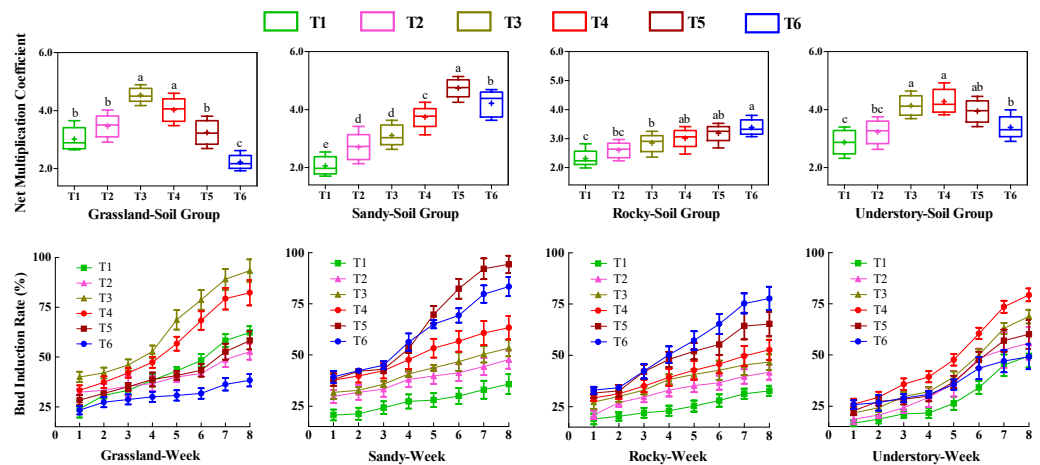 T1 T2 T3 T4 T5 T6
Net Multication Coefficient
6.0 4.0 2.0
b b a a b c
T1 T2 T3 T4 T5 T6
Grassland-Soil Group
6.0 4.0 2.0
e d d c a b
T1 T2 T3 T4 T5 T6
Sandy-Soil Group
6.0 4.0 3.0 2.0
c bc b ab ab a
T1 T2 T3 T4 T5 T6
Rocky-Soil Group
6.0 4.0 2.0
c bc a a ab b
T1 T2 T3 T4 T5 T6
Understory-Soil Group
Bud Induction Rate (%)
100 75 50 25
T1
T2
T3
T4
T5
T6
0 1 2 3 4 5 6 7 8
Grassland-Week
100 75 50 25
T1
T2
T3
T4
T5
T6
0 1 2 3 4 5 6 7 8
Sandy-Week
100 75 50 25
T1
T2
T3
T4
T5
T6
0 1 2 3 4 5 6 7 8
Rocky-Week
100 75 50 25
T1
T2
T3
T4
T5
T6
0 1 2 3 4 5 6 7 8
Understory-Week